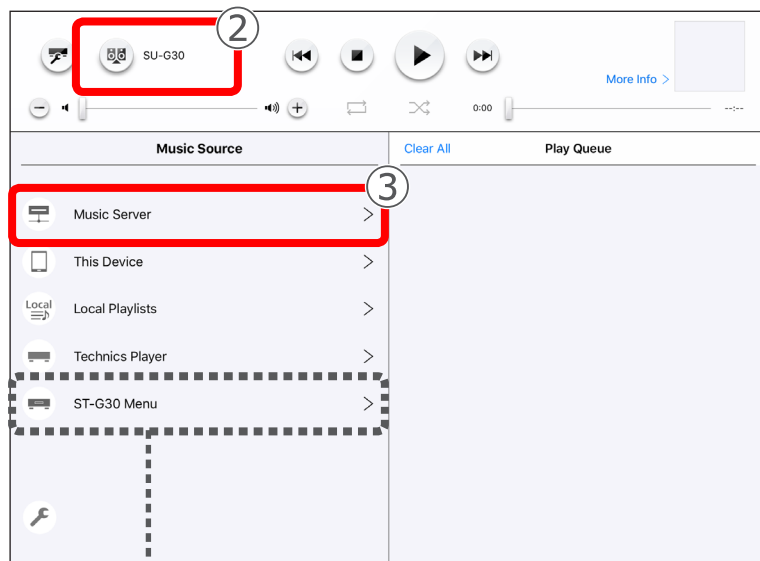 ②
SU-G30
More Info >
0:00
--:--
Music Source
Clear All
Play Queue
③
Music Server
This Device
Local
Local Playlists
Technics Player
ST-G30 Menu